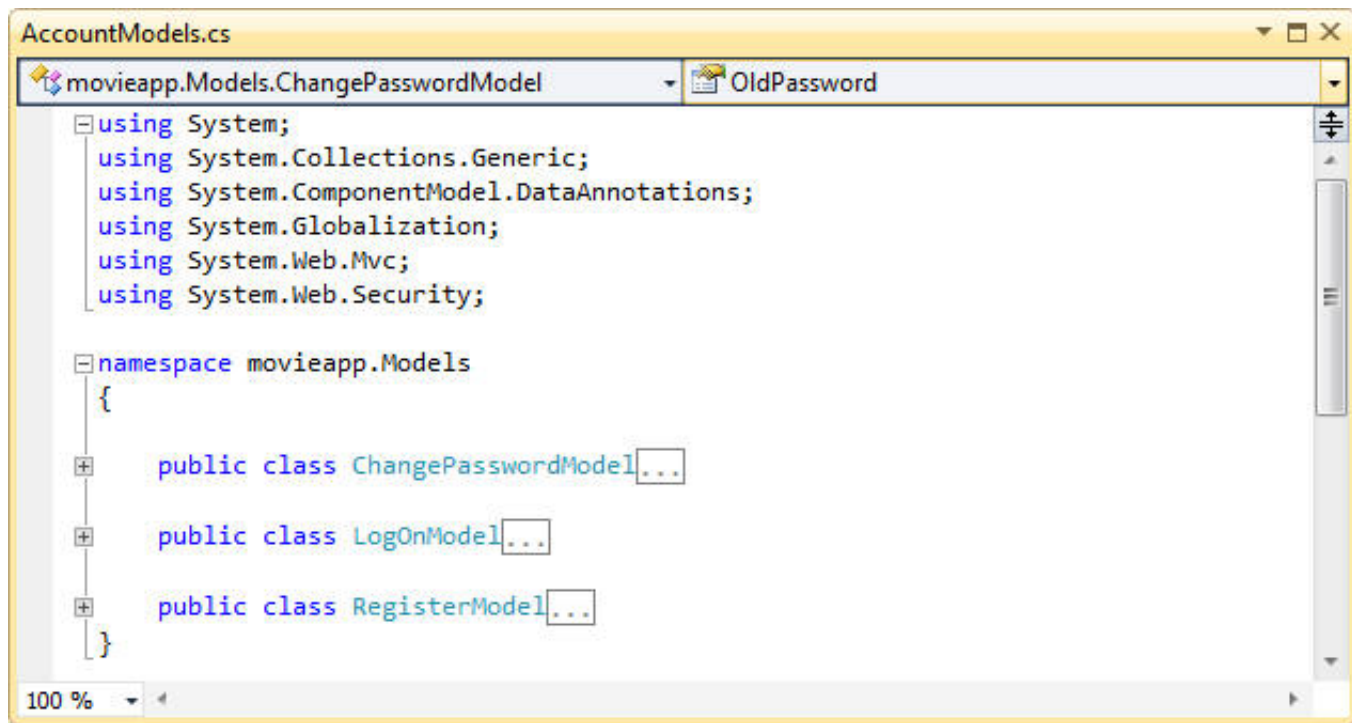 AccountModels.cs
movieapp.Models.ChangePasswordModel OldPassword
using System;
using System.Collections.Generic;
using System.ComponentModel.DataAnnotations;
using System.Globalization;
using System.Web.Mvc;
using System.Web.Security;
namespace movieapp.Models
{
public class ChangePasswordModel...
public class LogOnModel...
public class RegisterModel...
}
100 %